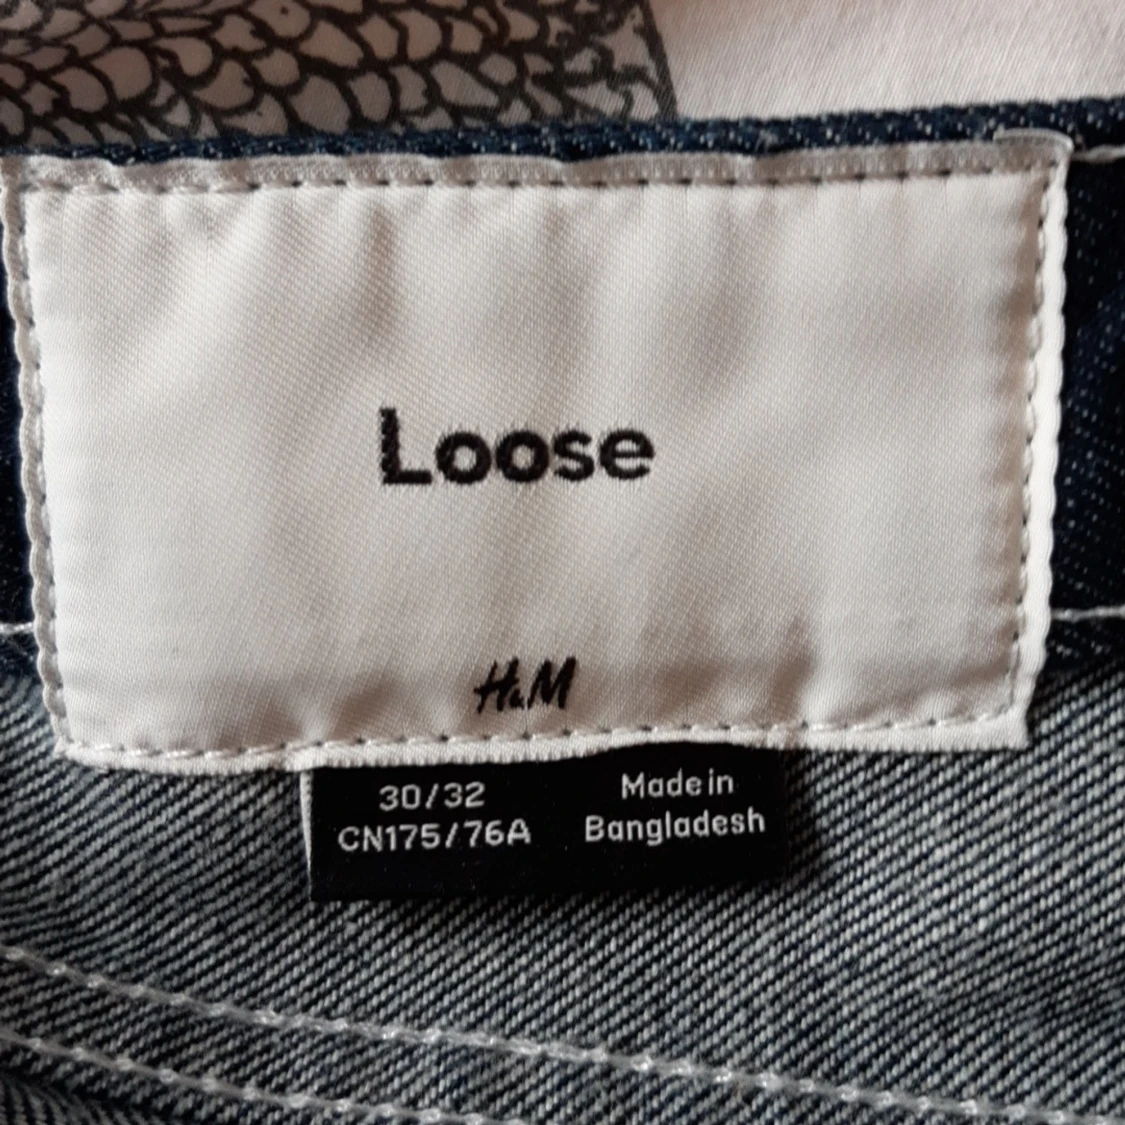 Loose
H&M
30/32
CN175/76A
Made in
Bangladesh